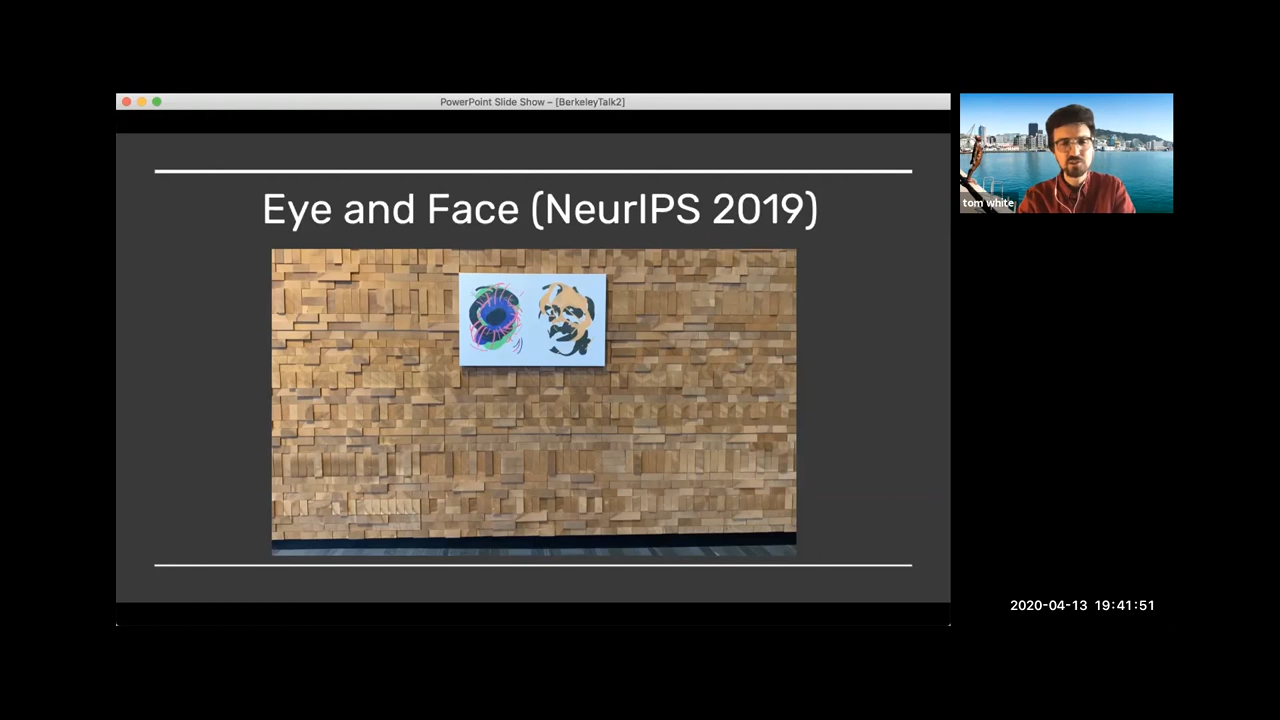 PowerPoint Slide Show – [BerkeleyTalk2]
Eye and Face (NeurIPS 2019)
tom white
2020-04-13 19:41:51